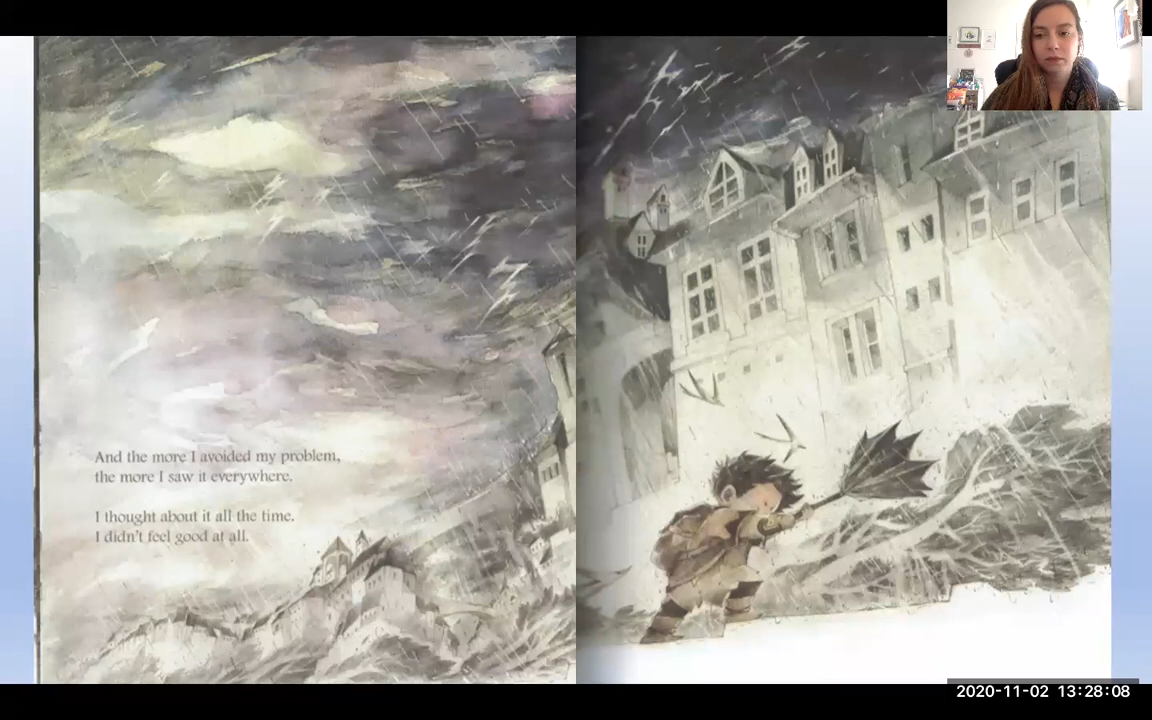 And the more I avoided my problem,
the more I saw it everywhere.
I thought about it all the time.
I didn't feel good at all.
2020-11-02 13:28:08